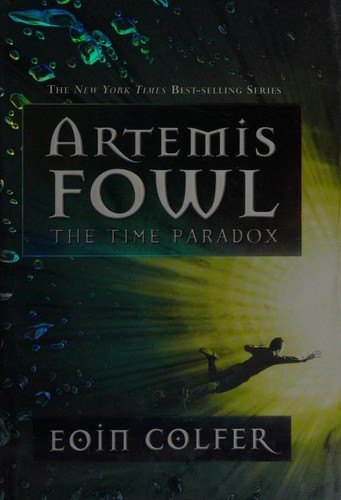 The New York Times Best-selling Series
ARTEMIS
FOWL
THE TIME PARADOX
EOIN COLFER